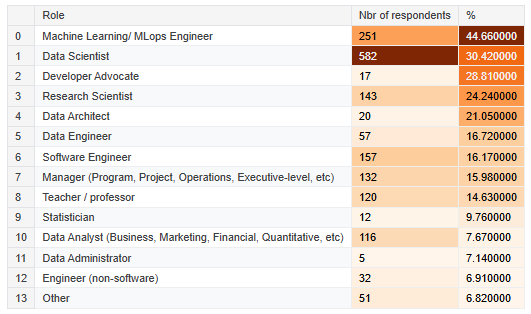 Role Nbr of respondents %
0 Machine Learning/ MLops Engineer 251 44.660000
1 Data Scientist 582 30.420000
2 Developer Advocate 17 28.810000
3 Research Scientist 143 24.240000
4 Data Architect 20 21.050000
5 Data Engineer 57 16.720000
6 Software Engineer 157 16.170000
7 Manager (Program, Project, Operations, Executive-level, etc) 132 15.980000
8 Teacher / professor 120 14.630000
9 Statistician 12 9.760000
10 Data Analyst (Business, Marketing, Financial, Quantitative, etc) 116 7.670000
11 Data Administrator 5 7.140000
12 Engineer (non-software) 32 6.910000
13 Other 51 6.820000